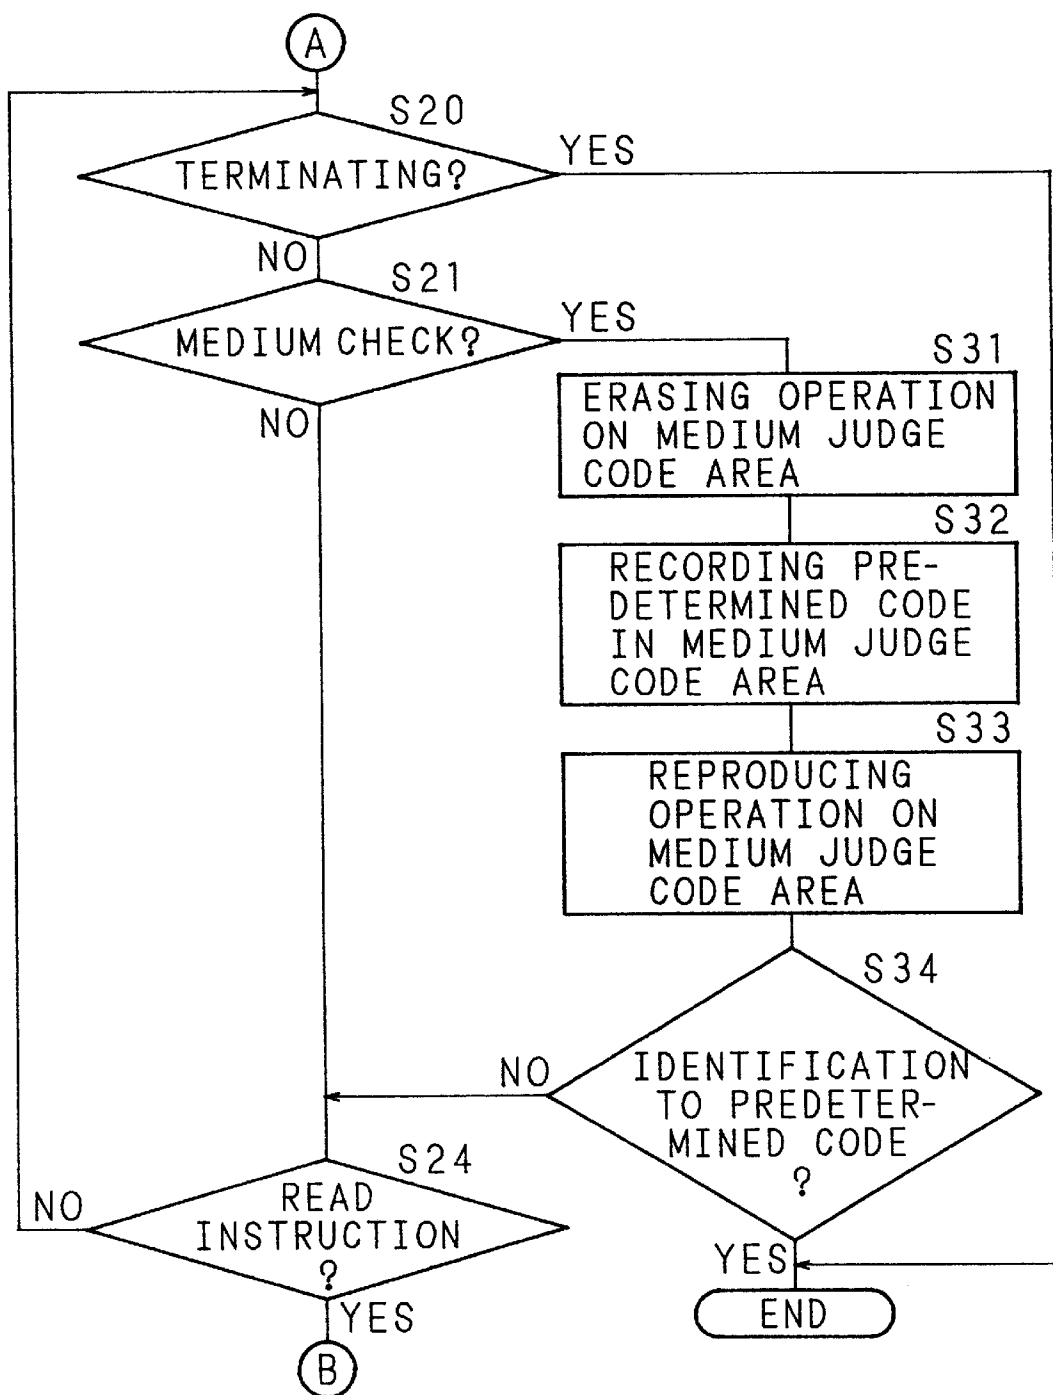 A
S20
TERMINATING?
YES
NO
S21
MEDIUM CHECK?
YES
NO
S31
ERASING OPERATION
ON MEDIUM JUDGE
CODE AREA
S32
RECORDING PRE-
DETERMINED CODE
IN MEDIUM JUDGE
CODE AREA
S33
REPRODUCING
OPERATION ON
MEDIUM JUDGE
CODE AREA
S34
IDENTIFICATION
TO PREDETER-
MINED CODE
?
NO
YES
END
S24
READ
INSTRUCTION
?
NO
YES
B